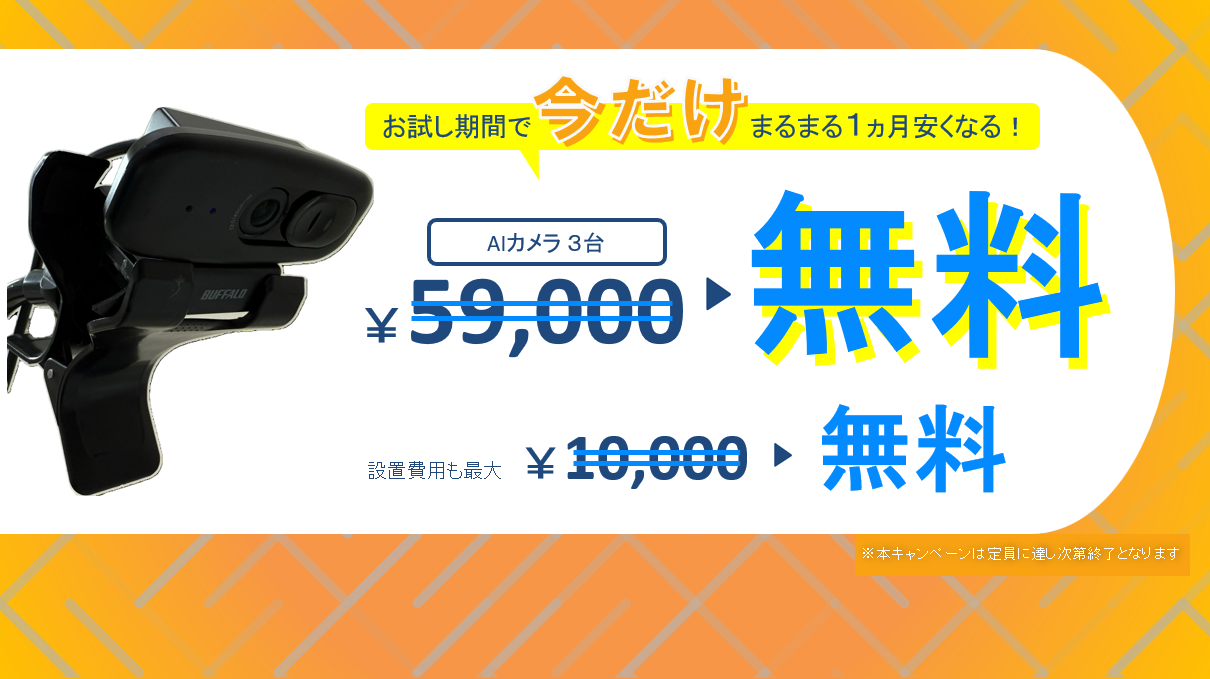 お試し期間で今だけまるまる1ヵ月安くなる！
AIカメラ 3台
￥59,000 ▶ 無料
設置費用も最大 ￥10,000 ▶ 無料
BUFFALO
※本キャンペーンは定員に達し次第終了となります